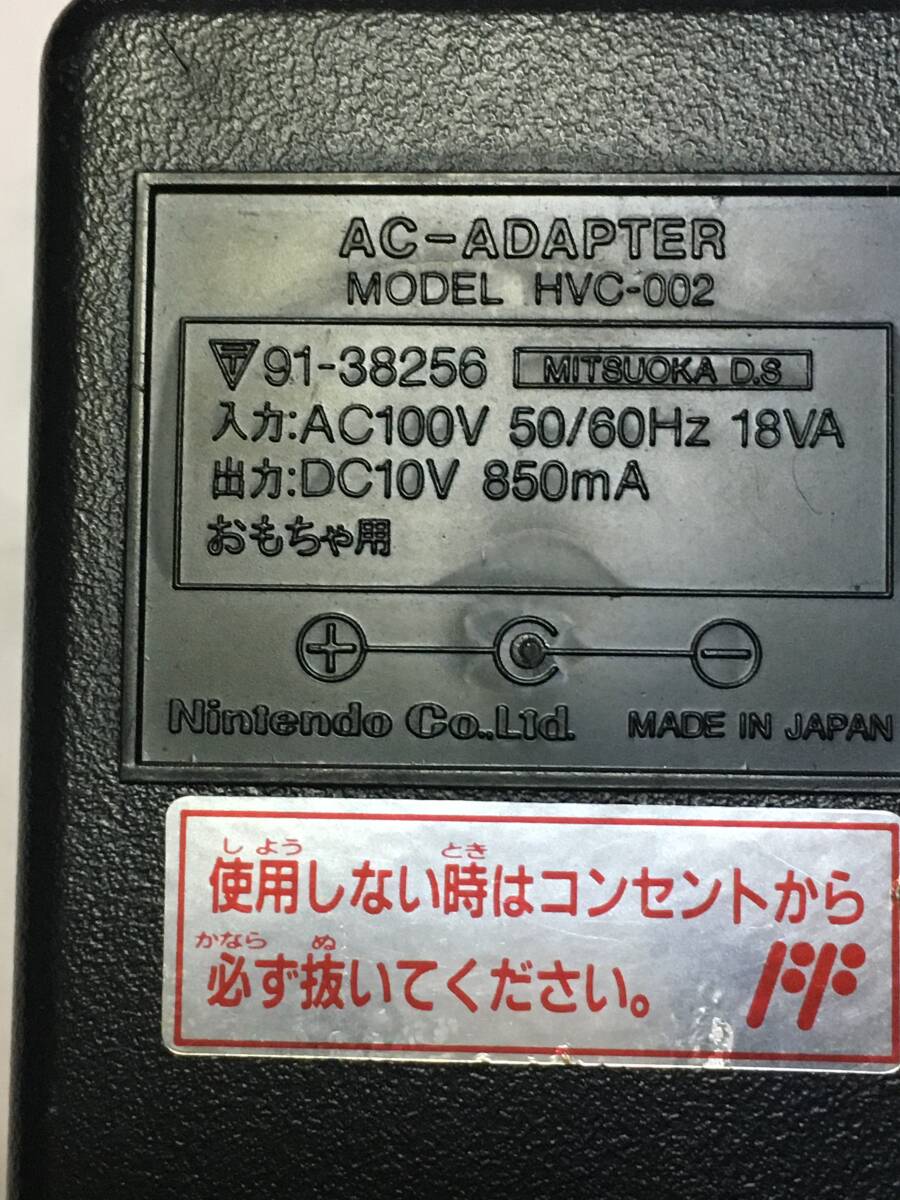 AC-ADAPTER
MODEL HVC-002
91-38256 MITSUOKA D.S
入力:AC100V 50/60Hz 18VA
出力:DC10V 850mA
おもちゃ用
Nintendo Co.,Ltd. MADE IN JAPAN
しよう とき
使用しない時はコンセントから
かなら ぬ
必ず抜いてください。